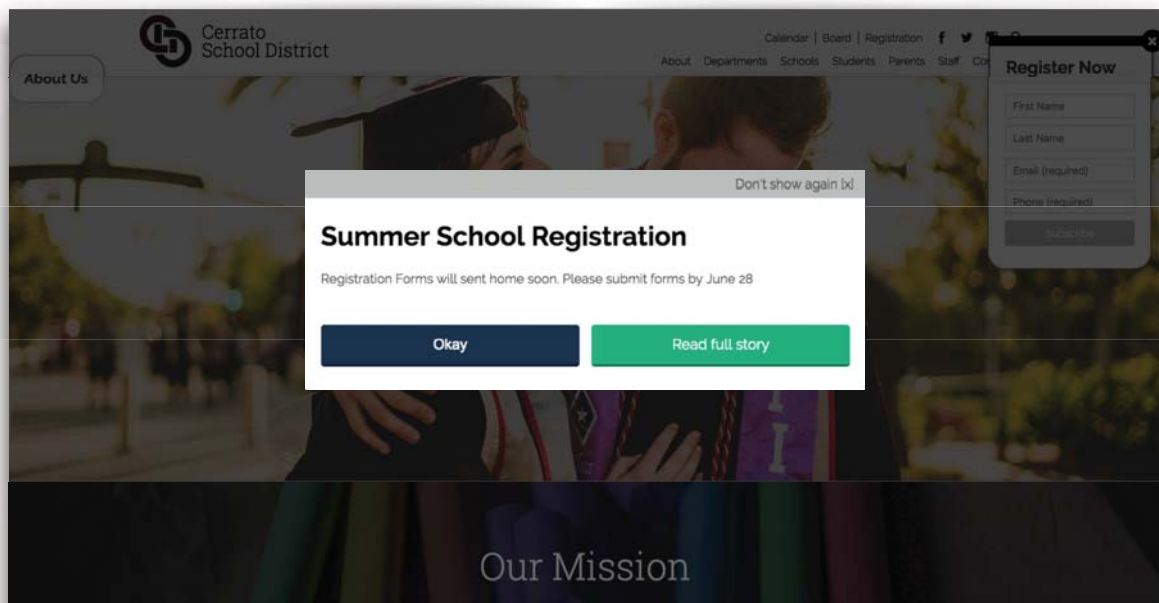 Cerrato
School District
Calendar | Board | Registration
About Departments Schools Students Parents Staff
About Us
Register Now
First Name
Last Name
Email (required)
Phone (required)
Subscribe
Don't show again [x]
Summer School Registration
Registration Forms will sent home soon. Please submit forms by June 28
Okay
Read full story
Our Mission